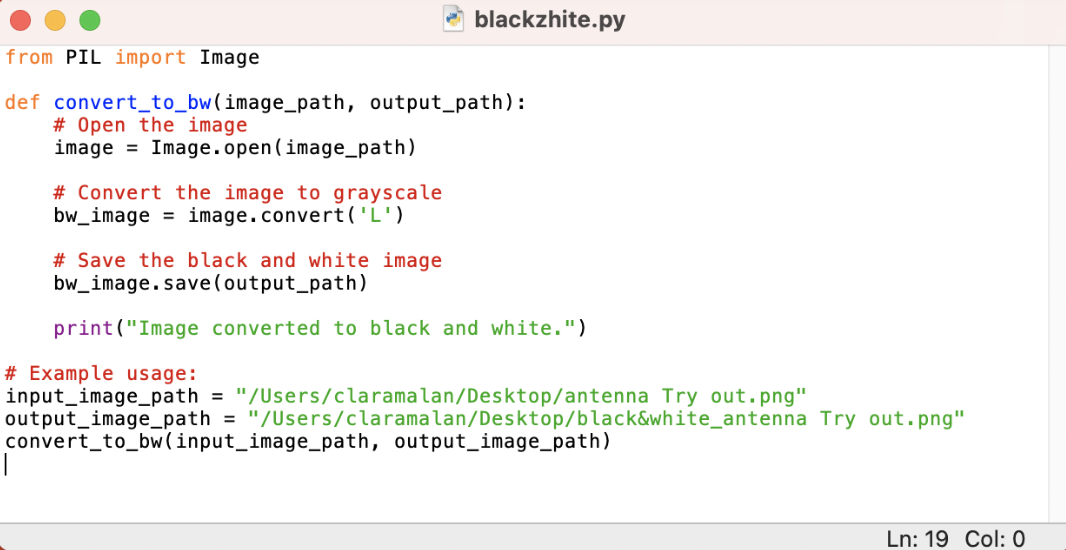 blackzhite.py
from PIL import Image
def convert_to_bw(image_path, output_path):
    # Open the image
    image = Image.open(image_path)
    # Convert the image to grayscale
    bw_image = image.convert('L')
    # Save the black and white image
    bw_image.save(output_path)
    print("Image converted to black and white.")
# Example usage:
input_image_path = "/Users/claramalan/Desktop/antenna Try out.png"
output_image_path = "/Users/claramalan/Desktop/black&white_antenna Try out.png"
convert_to_bw(input_image_path, output_image_path)
Ln: 19 Col: 0